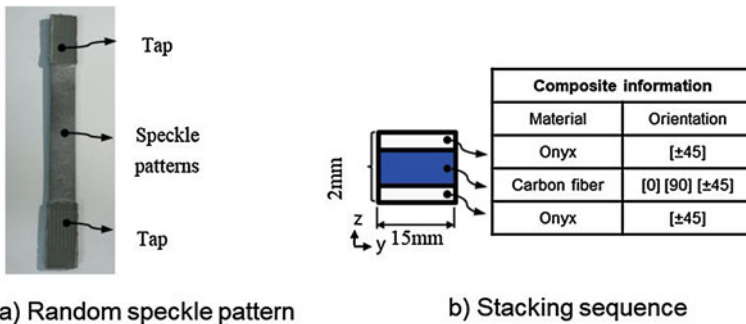 Tap
Speckle
patterns
Tap
a) Random speckle pattern
2mm
15mm
z
y
Composite information
Material Orientation
Onyx [±45]
Carbon fiber [0] [90] [±45]
Onyx [±45]
b) Stacking sequence